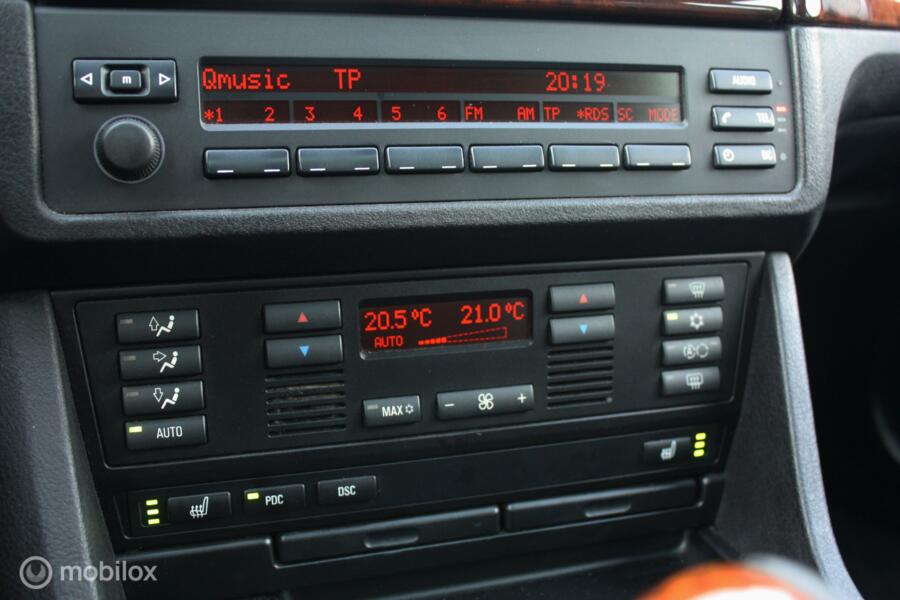 m
Qmusic TP 20:19
*1 2 3 4 5 6 FM AM TP *RDS SC MODE
AUDIO
TEL
BC
20.5°C 21.0°C
AUTO
MAX
- +
AUTO
PDC
DSC
m mobilox